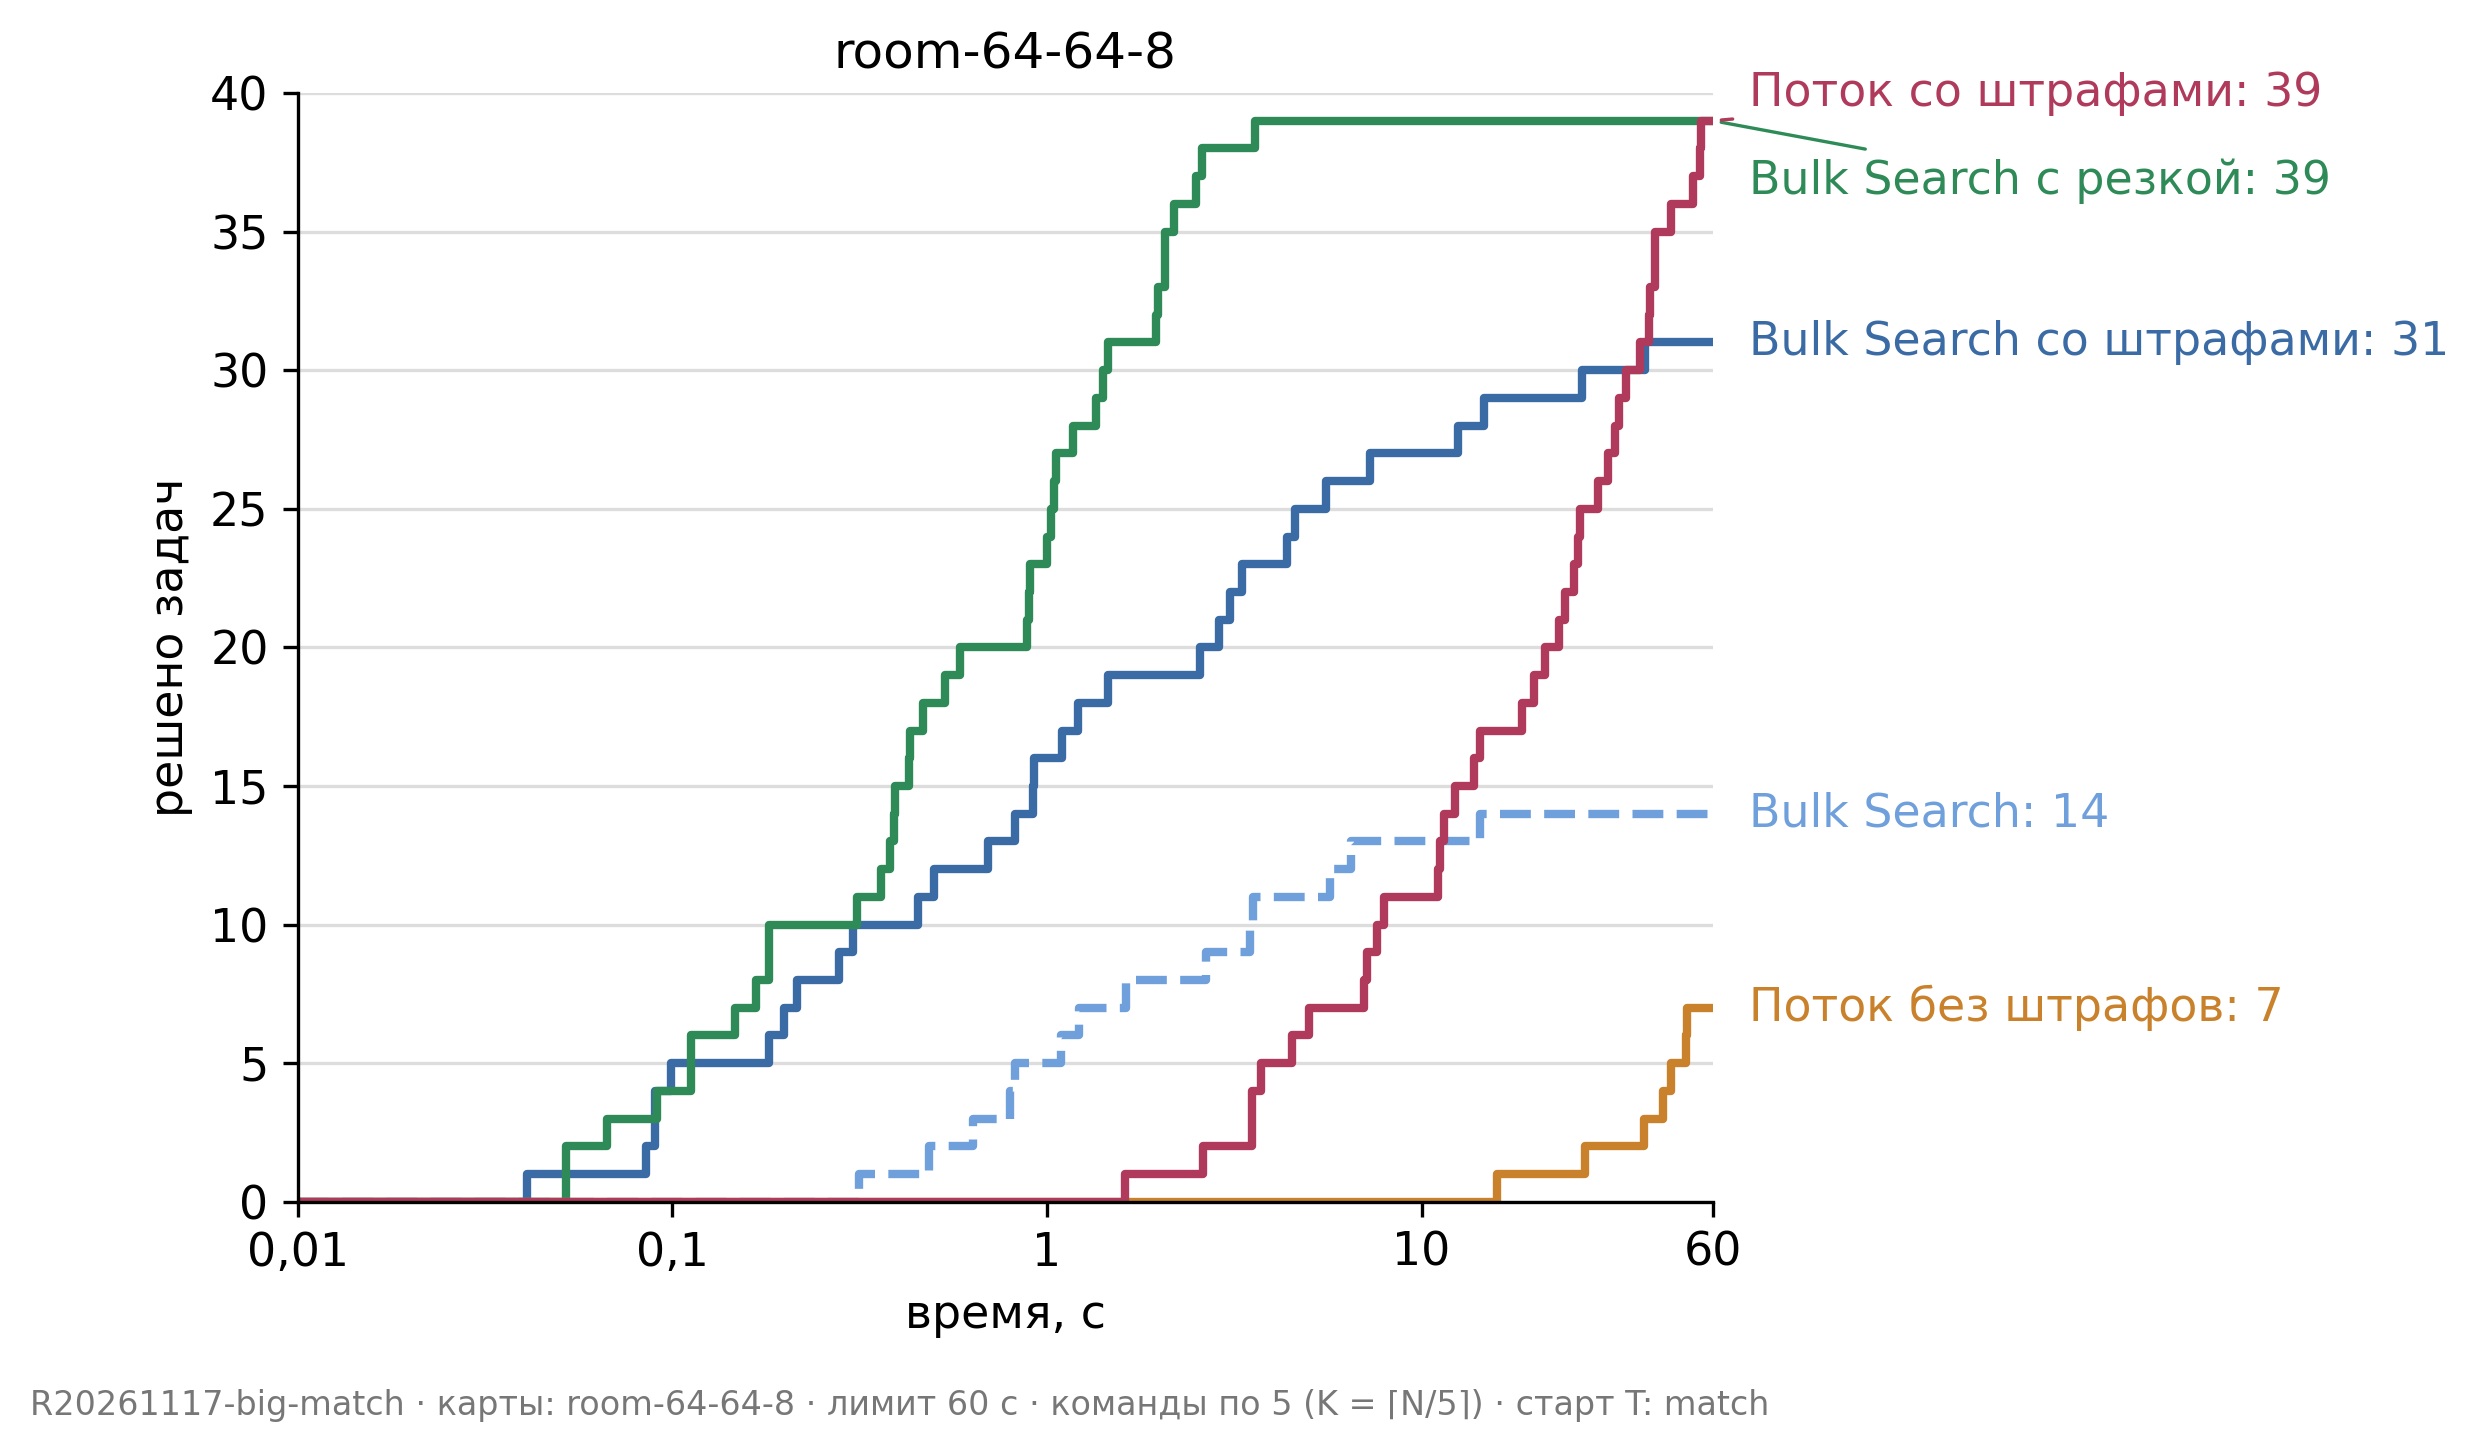 room-64-64-8
40
35
30
25
20
15
10
5
0
решено задач
0,01
0,1
1
10
60
время, с
Поток со штрафами: 39
Bulk Search с резкой: 39
Bulk Search со штрафами: 31
Bulk Search: 14
Поток без штрафов: 7
R20261117-big-match · карты: room-64-64-8 · лимит 60 с · команды по 5 (K = ⌈N/5⌉) · старт T: match